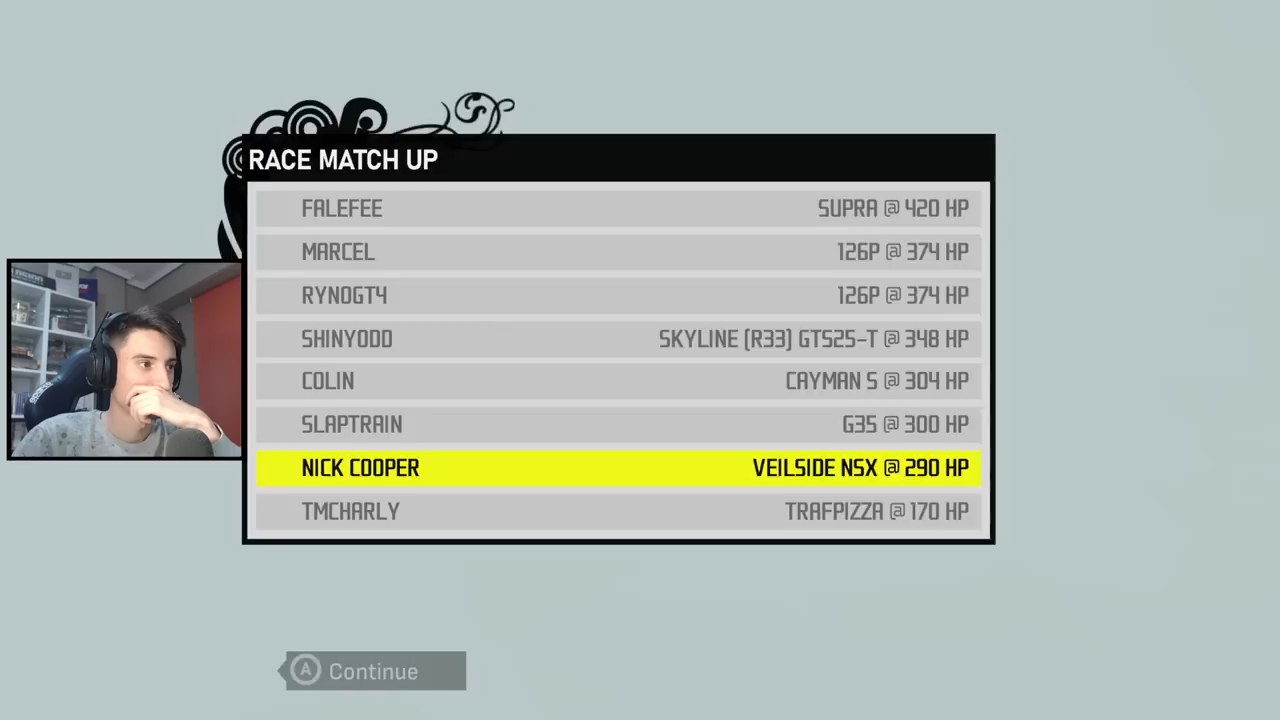 RACE MATCH UP
FALEFEE SUPRA @ 420 HP
MARCEL 126P @ 374 HP
RYNOGT4 126P @ 374 HP
SHINYODD SKYLINE (R33) GTS25-T @ 348 HP
COLIN CAYMAN S @ 304 HP
SLAPTRAIN G35 @ 300 HP
NICK COOPER VEILSIDE NSX @ 290 HP
TMCHARLY TRAFPIZZA @ 170 HP
A Continue